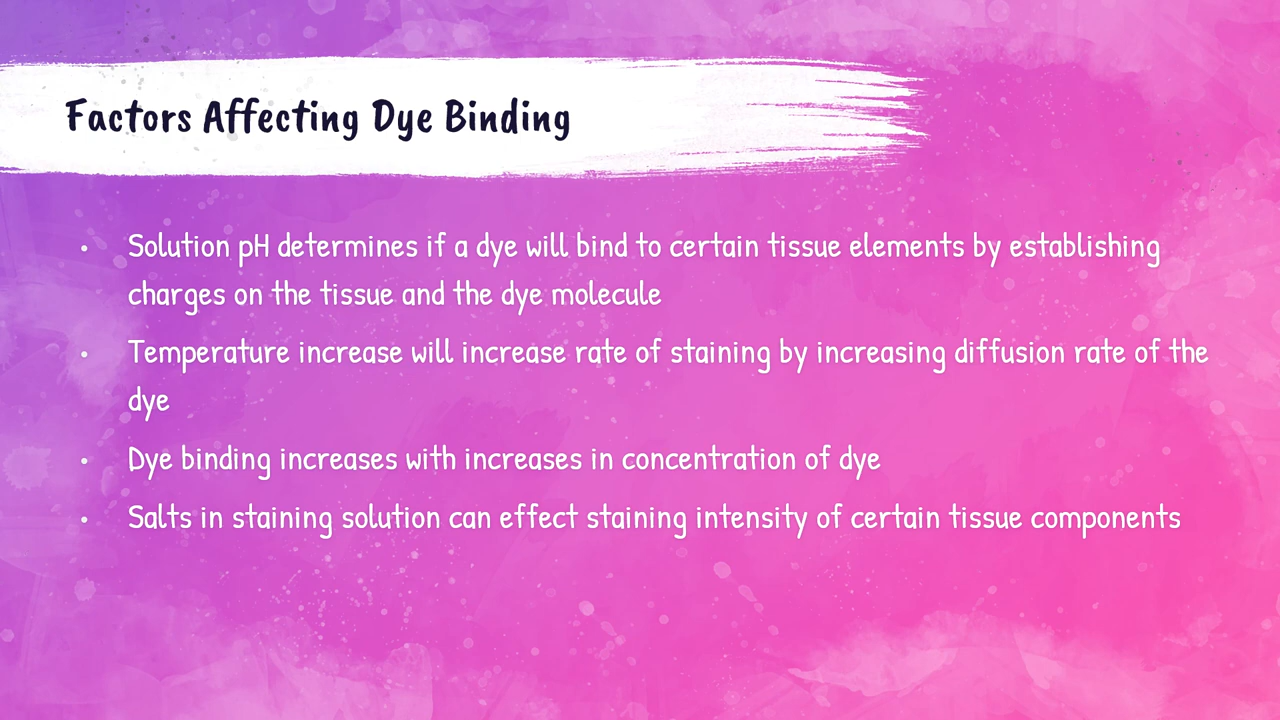 Factors Affecting Dye Binding
• Solution pH determines if a dye will bind to certain tissue elements by establishing
charges on the tissue and the dye molecule
• Temperature increase will increase rate of staining by increasing diffusion rate of the
dye
• Dye binding increases with increases in concentration of dye
• Salts in staining solution can effect staining intensity of certain tissue components